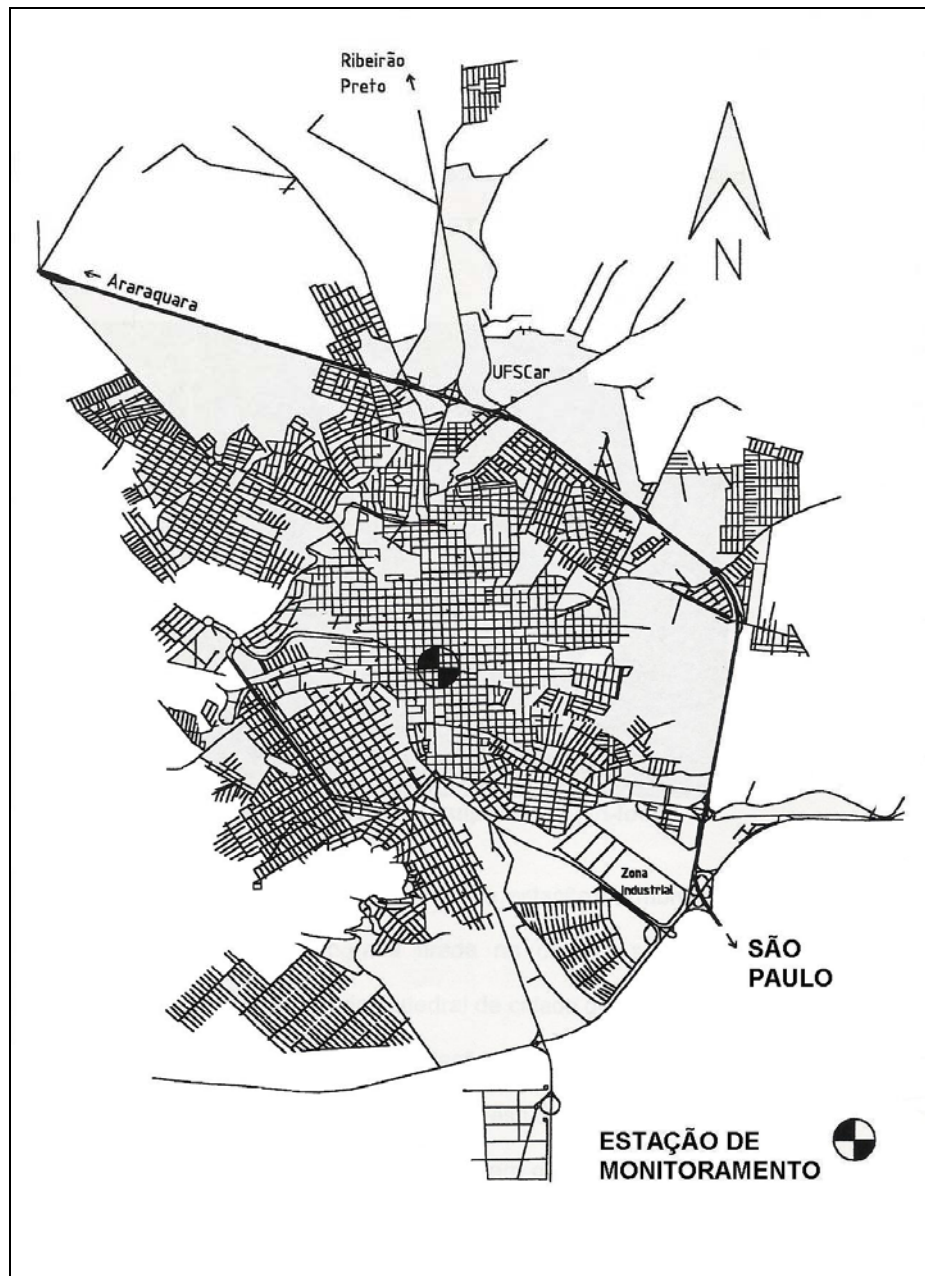 Ribeirão
Preto
N
← Araraquara
UFSCar
Zona
Industrial
SÃO
PAULO
ESTAÇÃO DE
MONITORAMENTO